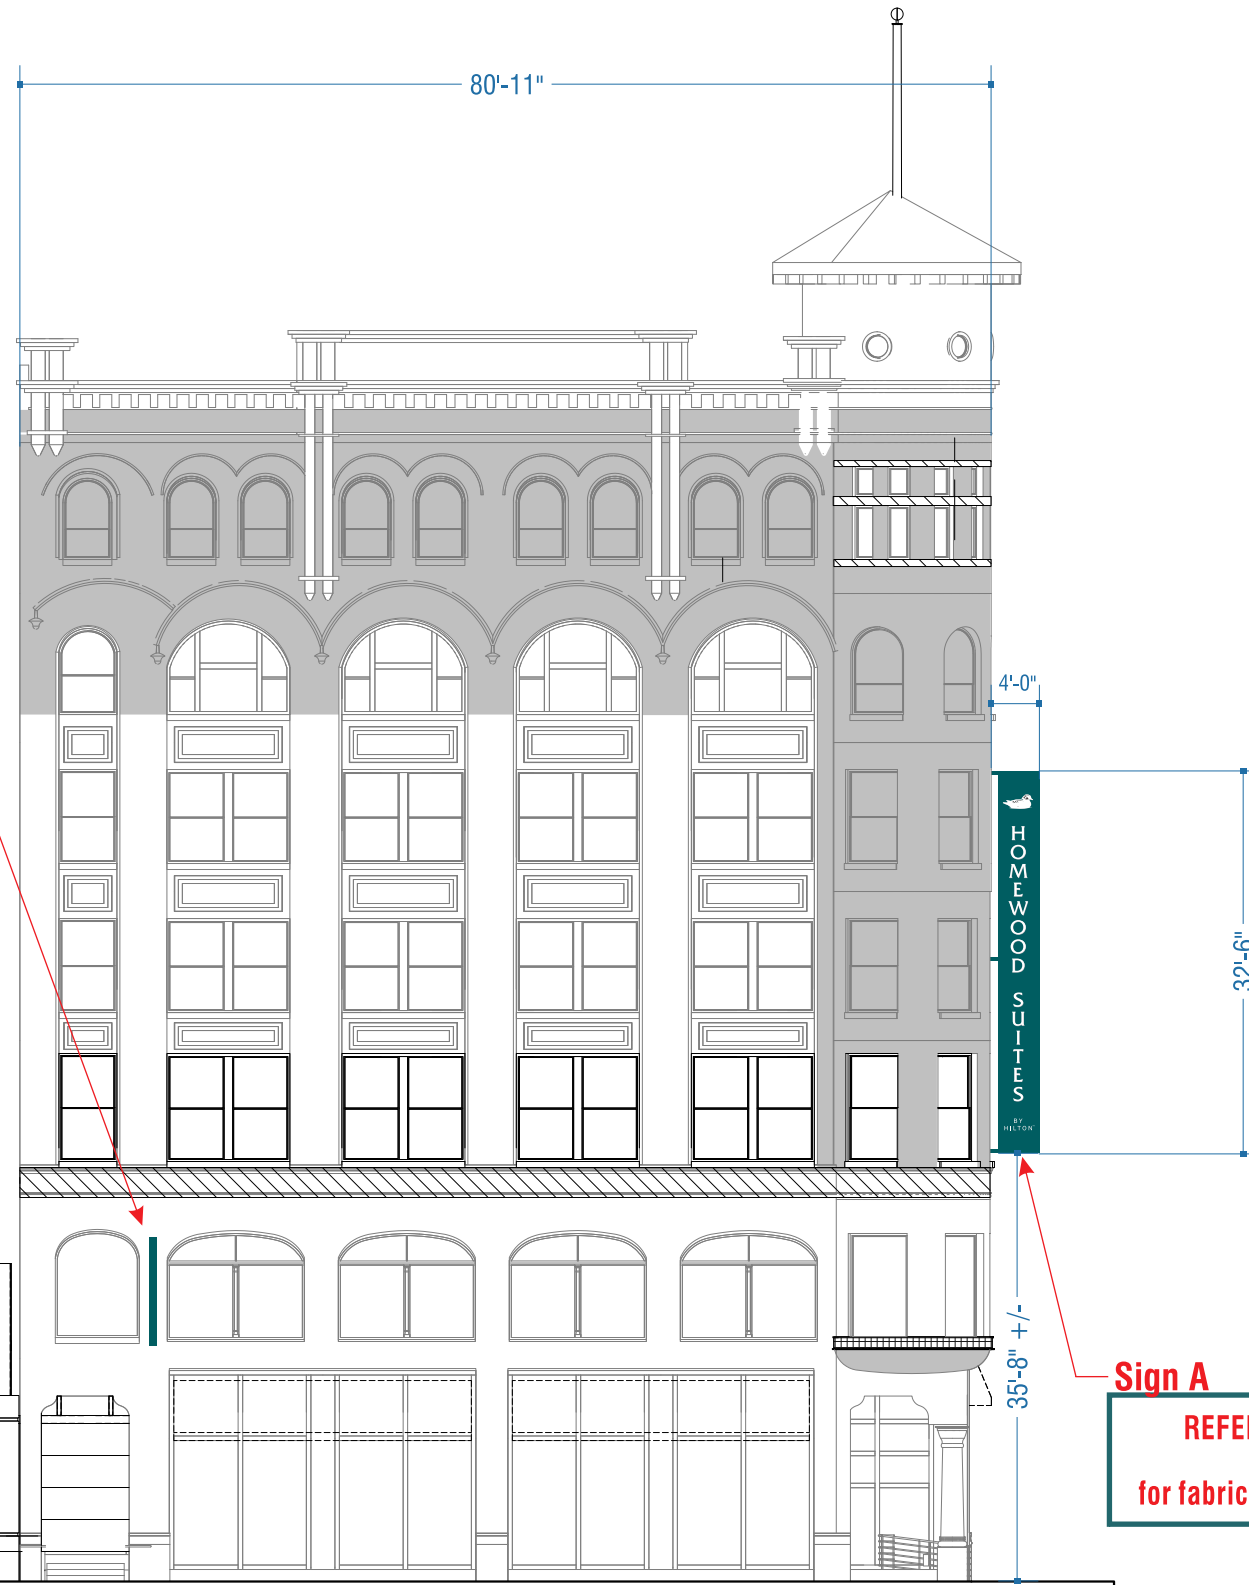 80'-11"
4'-0"
HOMEWOOD SUITES
BY
HILTON
32'-6"
35'-8" +/-
Sign A
REFE
for fabric